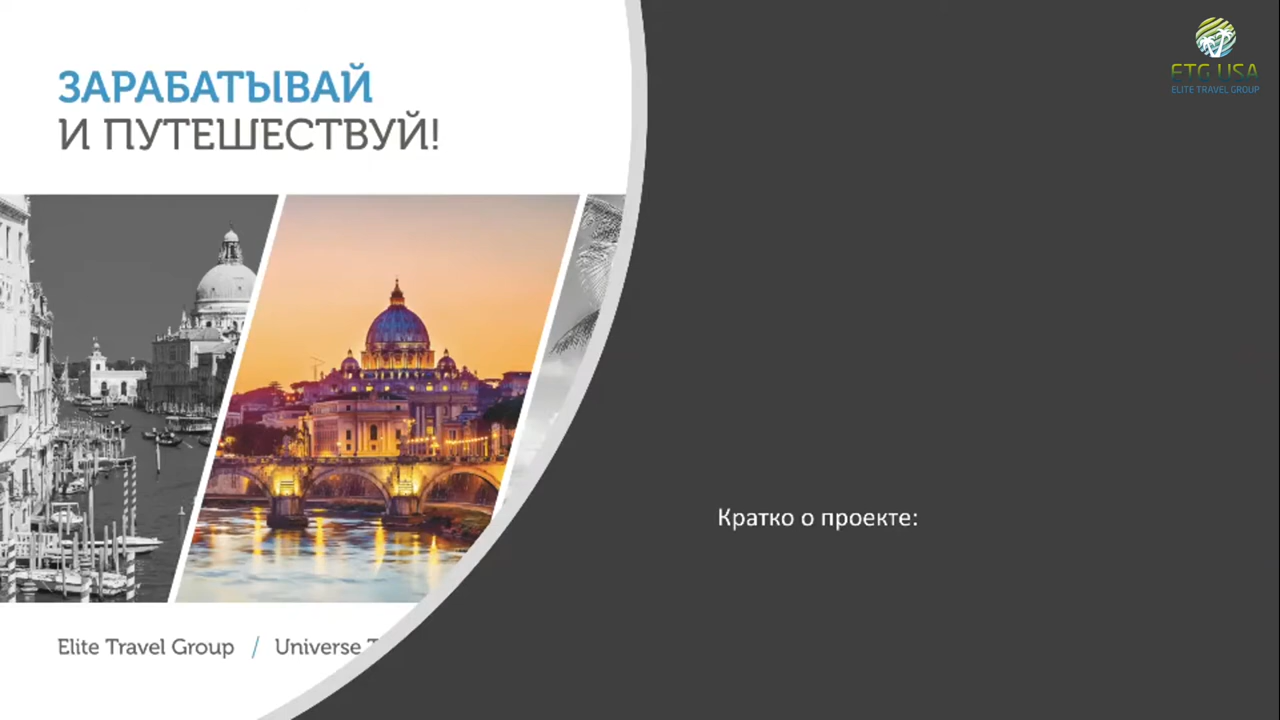 ЗАРАБАТЫВАЙ
И ПУТЕШЕСТВУЙ!
ETG USA
ELITE TRAVEL GROUP
Кратко о проекте:
Elite Travel Group / Universe